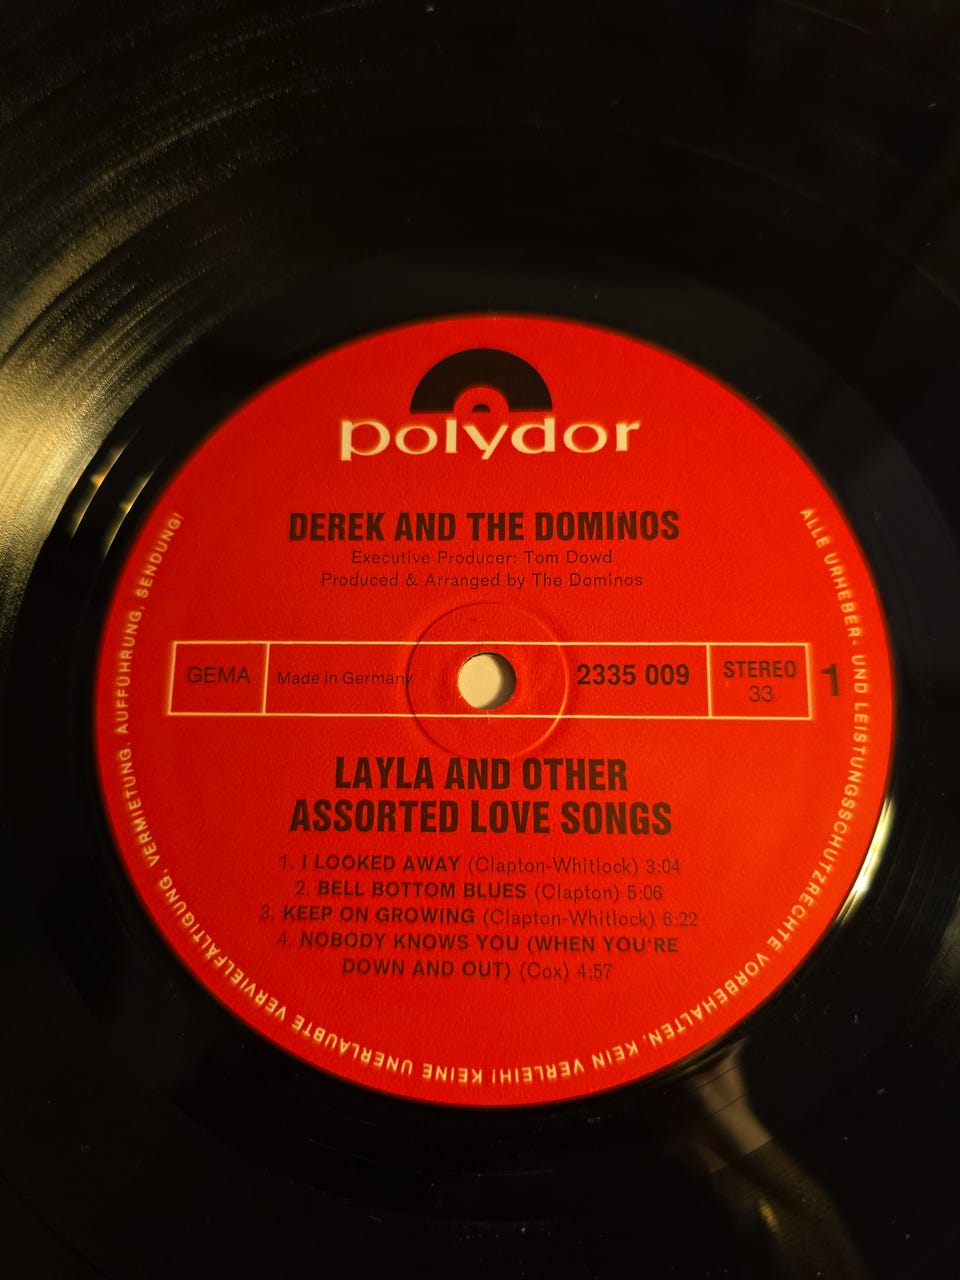 polydor
DEREK AND THE DOMINOS
Executive Producer: Tom Dowd
Produced & Arranged by The Dominos
GEMA
Made in Germany
2335 009
STEREO
33
1
LAYLA AND OTHER
ASSORTED LOVE SONGS
1. I LOOKED AWAY (Clapton-Whitlock) 3:04
2. BELL BOTTOM BLUES (Clapton) 5:06
3. KEEP ON GROWING (Clapton-Whitlock) 6:22
4. NOBODY KNOWS YOU (WHEN YOU'RE
DOWN AND OUT) (Cox) 4:57
ALLE URHEBER- UND LEISTUNGSSCHUTZRECHTE VORBEHALTEN. KEIN VERLEIH! KEINE UNERLAUBTE VERVIELFÄLTIGUNG, VERMIETUNG, AUFFÜHRUNG, SENDUNG!